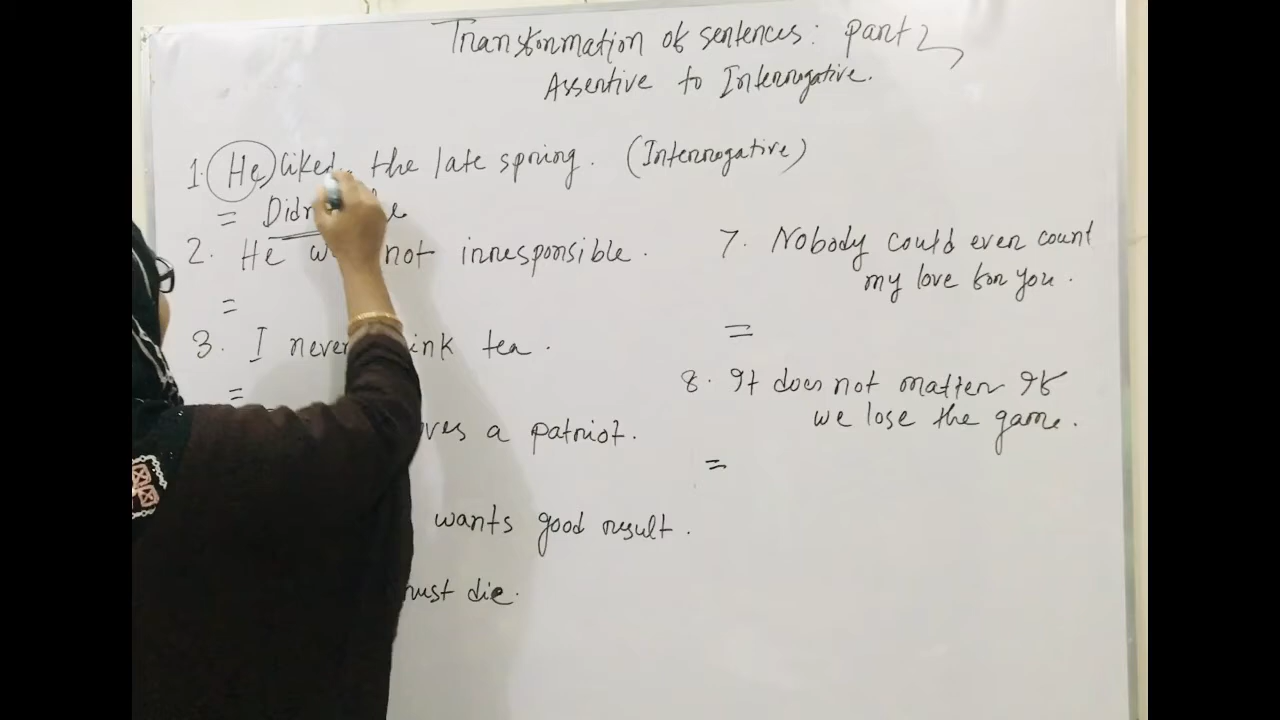 Transformation of sentences: part 2
Assertive to Interrogative.
1. He liked the late spring. (Interrogative)
=
2. He not irresponsible.
=
3. I never tea.
=
a patriot.
wants good result.
must die.
7. Nobody could even count
my love for you.
=
8. It does not matter if
we lose the game.
=